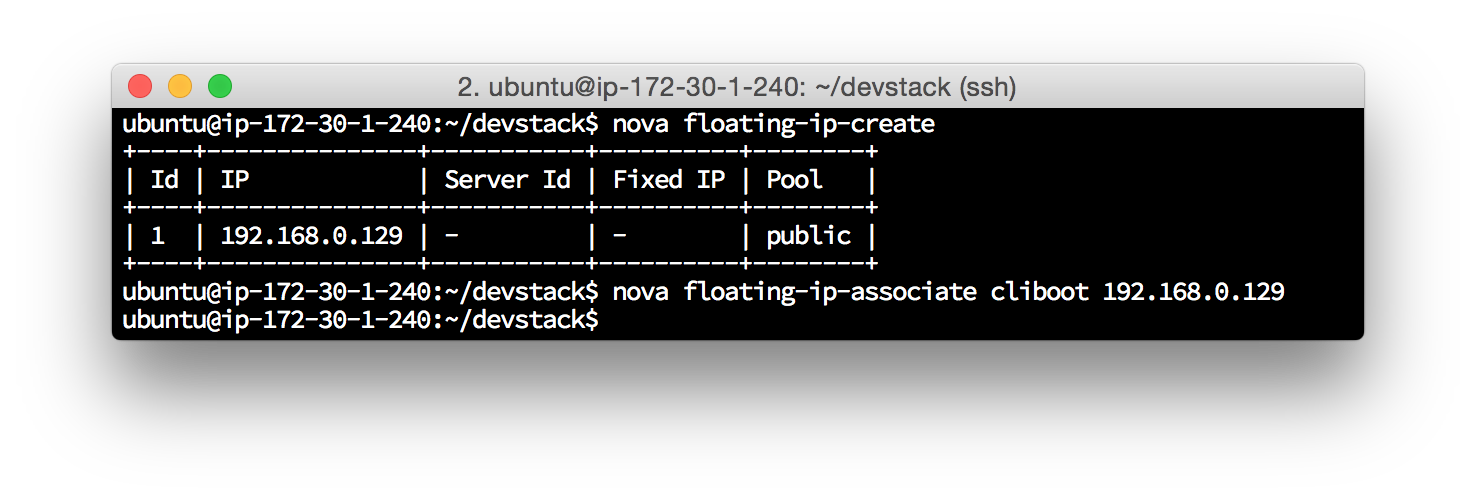 2. ubuntu@ip-172-30-1-240: ~/devstack (ssh)
ubuntu@ip-172-30-1-240:~/devstack$ nova floating-ip-create
+----+---------------+-----------+----------+--------+
| Id | IP            | Server Id | Fixed IP | Pool   |
+----+---------------+-----------+----------+--------+
| 1  | 192.168.0.129 | -         | -        | public |
+----+---------------+-----------+----------+--------+
ubuntu@ip-172-30-1-240:~/devstack$ nova floating-ip-associate cliboot 192.168.0.129
ubuntu@ip-172-30-1-240:~/devstack$